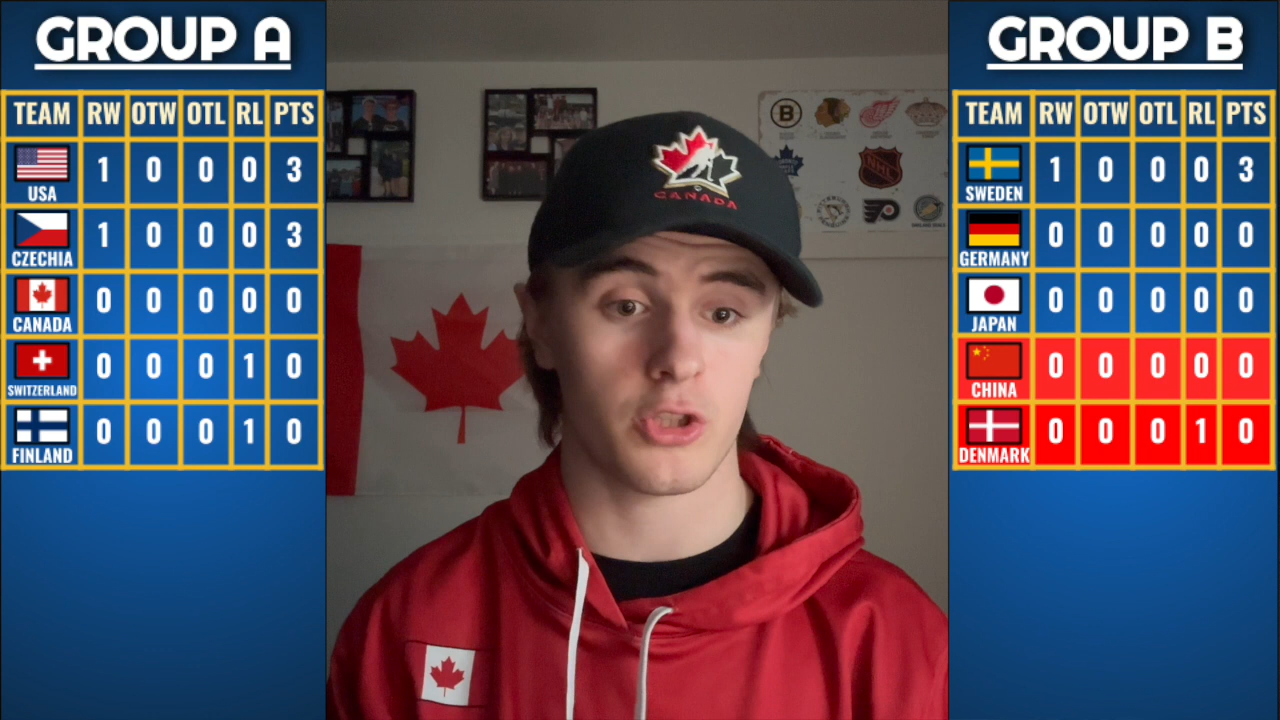 GROUP A
TEAM RW OTW OTL RL PTS
USA 1 0 0 0 3
CZECHIA 1 0 0 0 3
CANADA 0 0 0 0 0
SWITZERLAND 0 0 0 1 0
FINLAND 0 0 0 1 0
CANADA
B
NHL
GROUP B
TEAM RW OTW OTL RL PTS
SWEDEN 1 0 0 0 3
GERMANY 0 0 0 0 0
JAPAN 0 0 0 0 0
CHINA 0 0 0 0 0
DENMARK 0 0 0 1 0